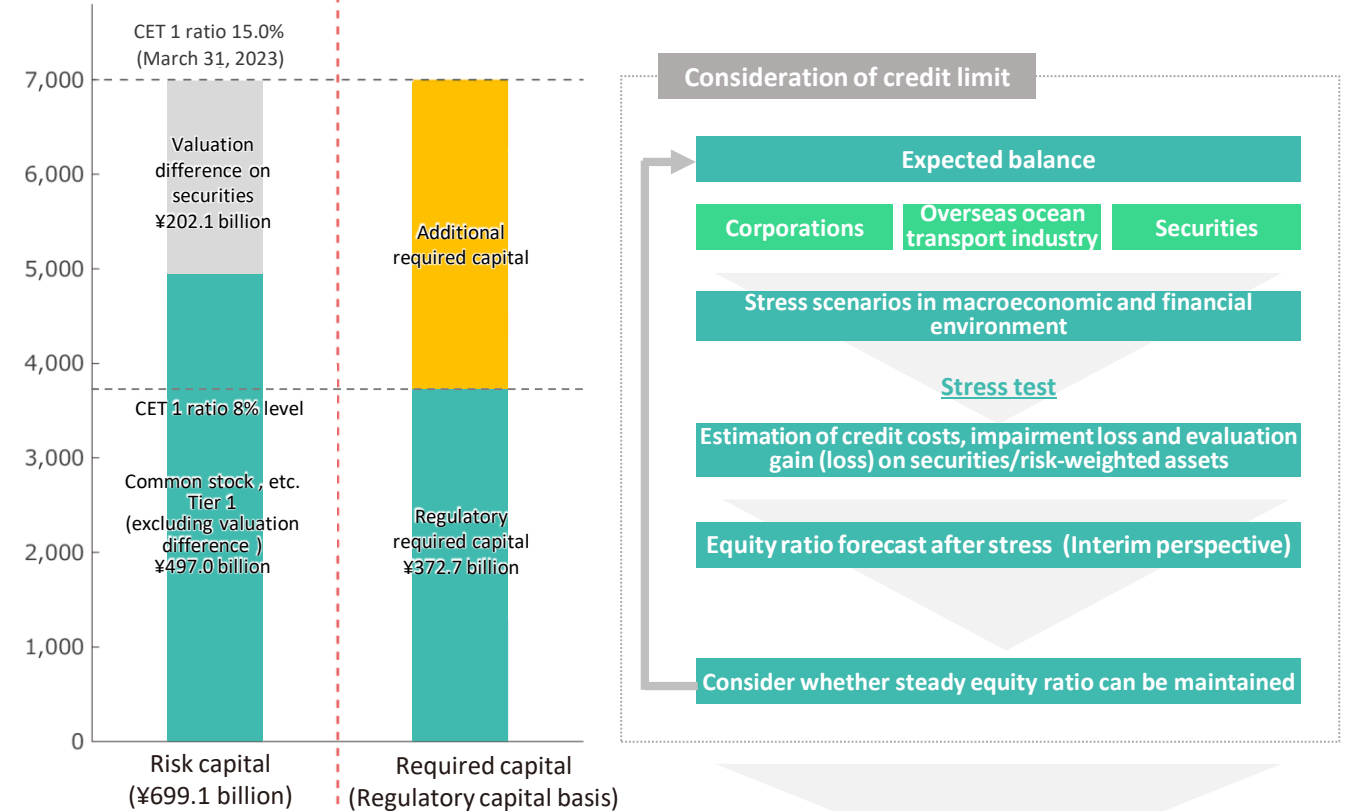 CET 1 ratio 15.0%
(March 31, 2023)
7,000
6,000
5,000
4,000
3,000
2,000
1,000
0
Valuation
difference on
securities
¥202.1 billion
CET 1 ratio 8% level
Common stock , etc.
Tier 1
(excluding valuation
difference )
¥497.0 billion
Additional
required capital
Regulatory
required capital
¥372.7 billion
Risk capital
(¥699.1 billion)
Required capital
(Regulatory capital basis)
Consideration of credit limit
Expected balance
Corporations
Overseas ocean
transport industry
Securities
Stress scenarios in macroeconomic and financial
environment
Stress test
Estimation of credit costs, impairment loss and evaluation
gain (loss) on securities/risk-weighted assets
Equity ratio forecast after stress (Interim perspective)
Consider whether steady equity ratio can be maintained